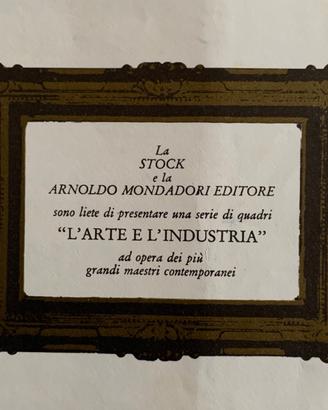 La
STOCK
e la
ARNOLDO MONDADORI EDITORE
sono liete di presentare una serie di quadri
“L’ARTE E L’INDUSTRIA”
ad opera dei più
grandi maestri contemporanei